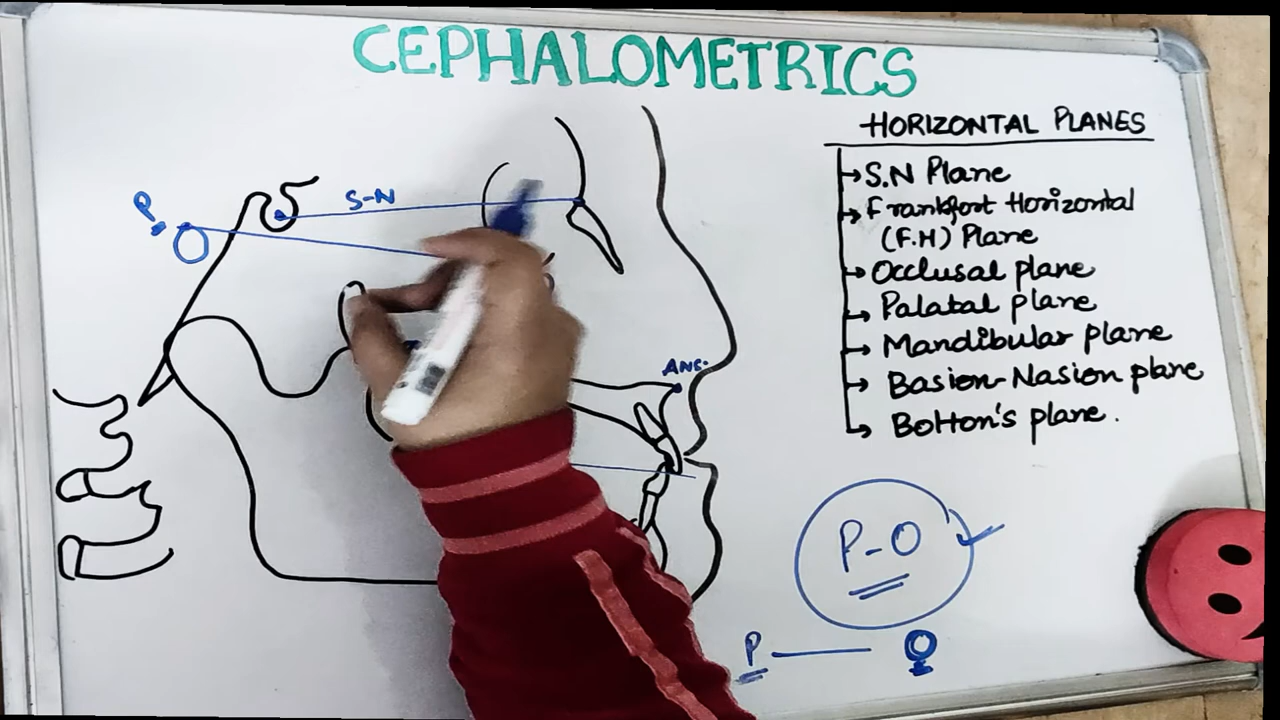 CEPHALOMETRICS
HORIZONTAL PLANES
S.N Plane
Frankfort Horizontal
(F.H) Plane
Occlusal plane
Palatal plane
Mandibular plane
Basion-Nasion plane
Bolton's plane.
P.
S-N
ANS.
P-O
P
O